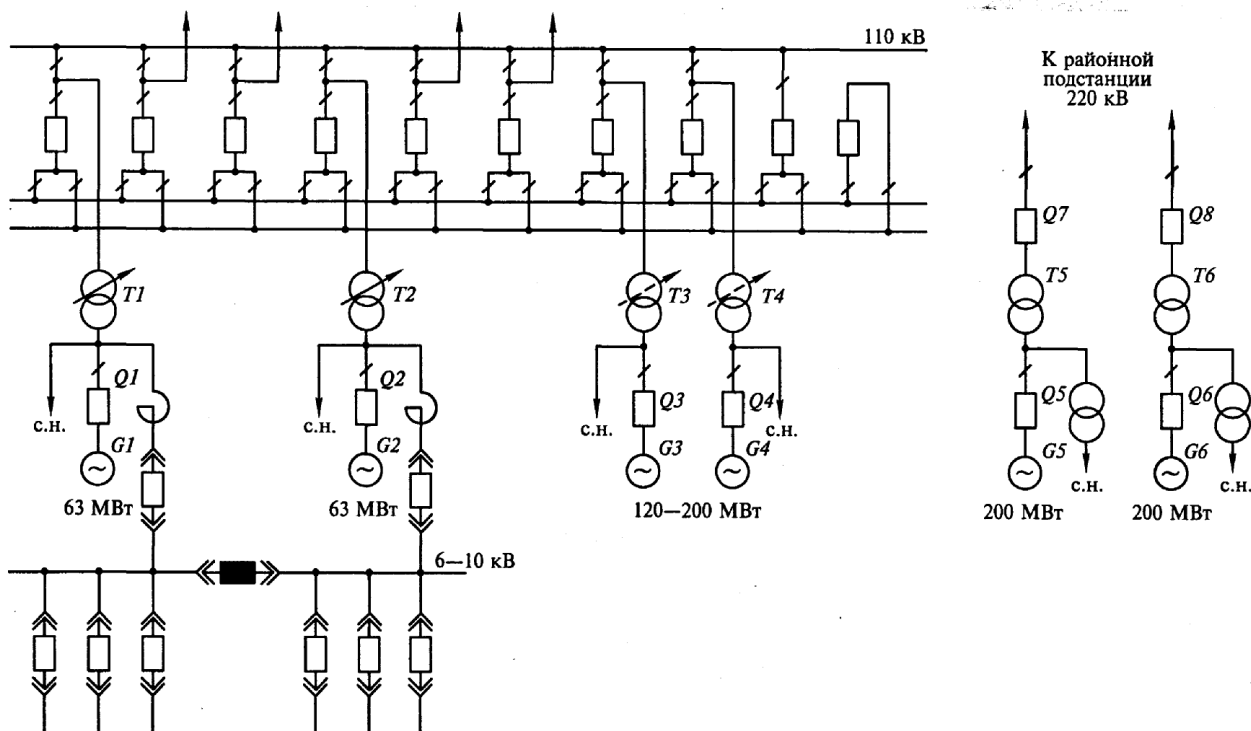 110 кВ
К районной
подстанции
220 кВ
Q7
Q8
T1
T2
T3
T4
T5
T6
Q1
Q2
Q3
Q4
Q5
Q6
с.н.
с.н.
с.н.
с.н.
G1
G2
G3
G4
G5
G6
с.н.
с.н.
63 МВт
63 МВт
120—200 МВт
200 МВт
200 МВт
6—10 кВ